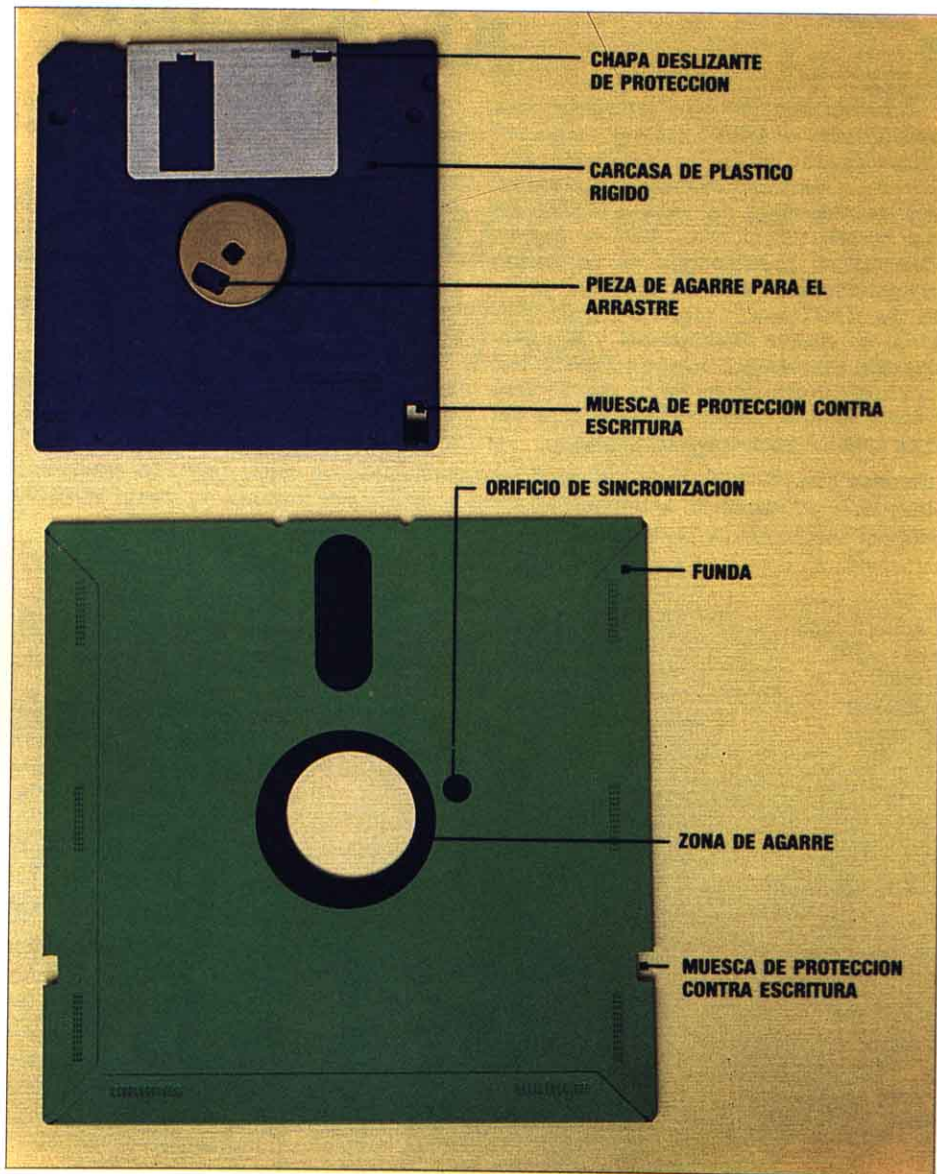 CHAPA DESLIZANTE
DE PROTECCION
CARCASA DE PLASTICO
RIGIDO
PIEZA DE AGARRE PARA EL
ARRASTRE
MUESCA DE PROTECCION CONTRA
ESCRITURA
ORIFICIO DE SINCRONIZACION
FUNDA
ZONA DE AGARRE
MUESCA DE PROTECCION
CONTRA ESCRITURA